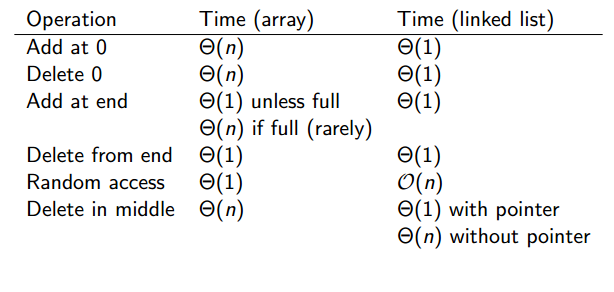 Operation Time (array) Time (linked list)
Add at 0 Θ(n) Θ(1)
Delete 0 Θ(n) Θ(1)
Add at end Θ(1) unless full Θ(1)
Θ(n) if full (rarely)
Delete from end Θ(1) Θ(1)
Random access Θ(1) 𝒪(n)
Delete in middle Θ(n) Θ(1) with pointer
Θ(n) without pointer